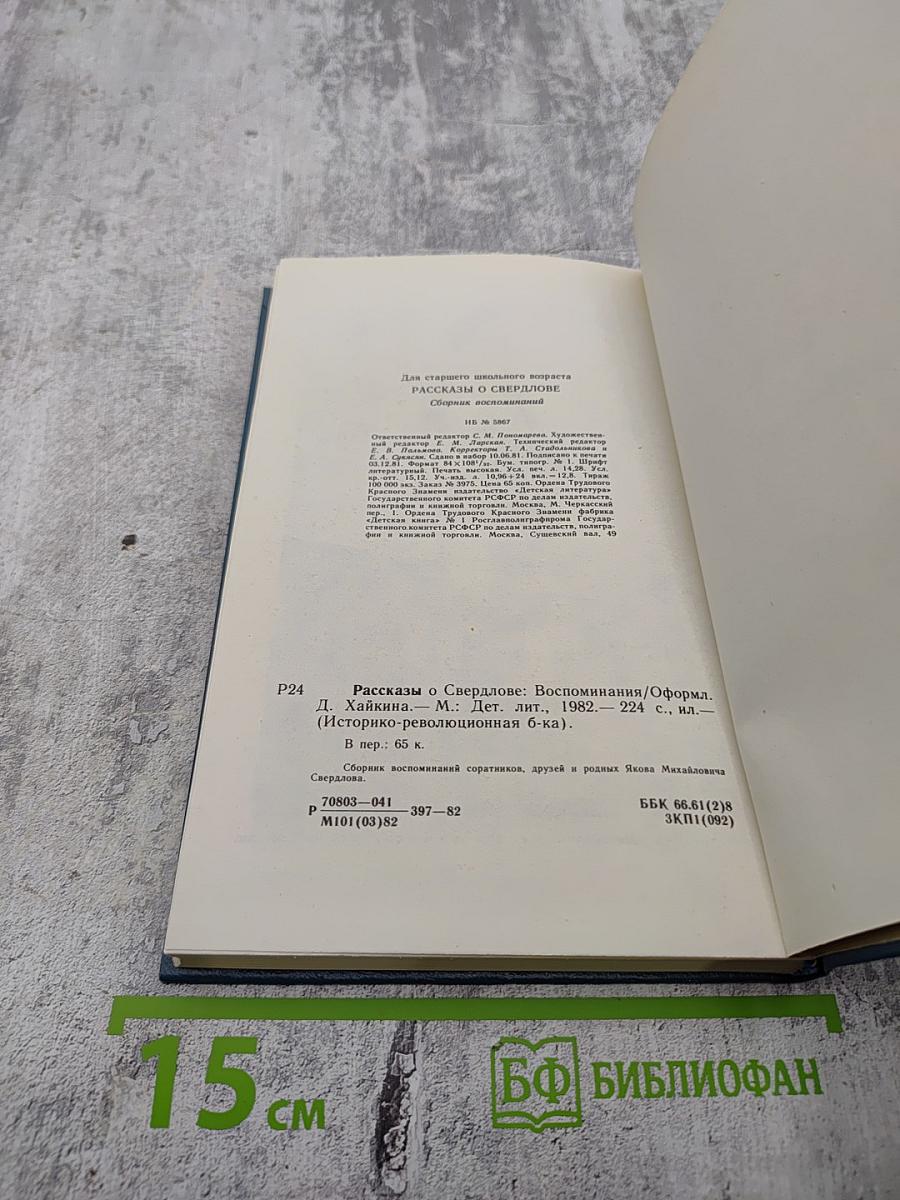 Для старшего школьного возраста
РАССКАЗЫ О СВЕРДЛОВЕ
Сборник воспоминаний
ИБ № 5867
Ответственный редактор С. М. Пономарева. Художествен-
ный редактор Е. М. Ларская. Технический редактор
Е. В. Пальмова. Корректоры Т. А. Стадольникова и
Е. А. Сукясян. Сдано в набор 10.06.81. Подписано к печати
03.12.81. Формат 84×108¹/₃₂. Бум. типогр. № 1. Шрифт
литературный. Печать высокая. Усл. печ. л. 14,28. Усл.
кр.-отт. 15,12. Уч.-изд. л. 10,96+24 вкл.=12,8. Тираж
100 000 экз. Заказ № 3975. Цена 65 коп. Ордена Трудового
Красного Знамени издательство «Детская литература»
Государственного комитета РСФСР по делам издательств,
полиграфии и книжной торговли. Москва, М. Черкасский
пер., 1. Ордена Трудового Красного Знамени фабрика
«Детская книга» № 1 Росглавполиграфпрома Государ-
ственного комитета РСФСР по делам издательств, полигра-
фии и книжной торговли. Москва, Сущевский вал, 49
Р24 Рассказы о Свердлове: Воспоминания/Оформл.
Д. Хайкина.— М.: Дет. лит., 1982.— 224 с., ил.—
(Историко-революционная б-ка).
В пер.: 65 к.
Сборник воспоминаний соратников, друзей и родных Якова Михайловича
Свердлова.
Р 70803—041 397—82
М101(03)82
ББК 66.61(2)8
3КП1(092)
15 см
БФ БИБЛИОФАН